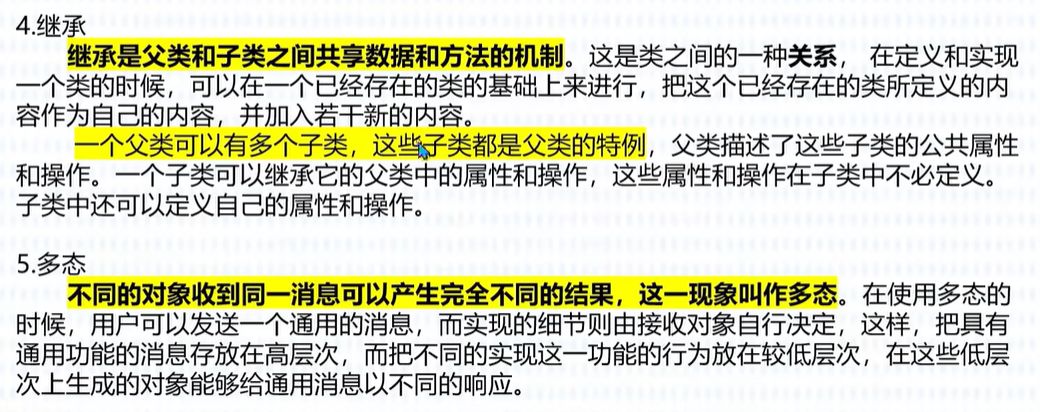 4.继承
继承是父类和子类之间共享数据和方法的机制。这是类之间的一种关系， 在定义和实现
一个类的时候，可以在一个已经存在的类的基础上来进行，把这个已经存在的类所定义的内
容作为自己的内容，并加入若干新的内容。
一个父类可以有多个子类，这些子类都是父类的特例，父类描述了这些子类的公共属性
和操作。一个子类可以继承它的父类中的属性和操作，这些属性和操作在子类中不必定义。
子类中还可以定义自己的属性和操作。
5.多态
不同的对象收到同一消息可以产生完全不同的结果，这一现象叫作多态。在使用多态的
时候，用户可以发送一个通用的消息，而实现的细节则由接收对象自行决定，这样，把具有
通用功能的消息存放在高层次，而把不同的实现这一功能的行为放在较低层次，在这些低层
次上生成的对象能够给通用消息以不同的响应。